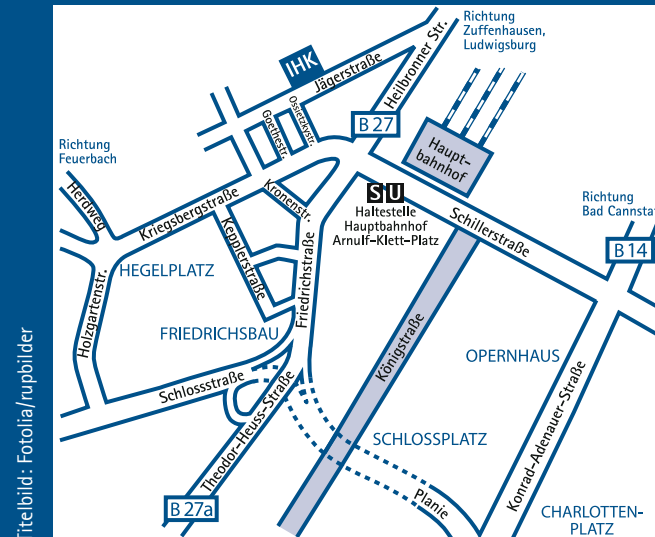 Richtung
Zuffenhausen,
Ludwigsburg
IHK
Jägerstraße
Heilbronner Str.
Ossietzkystr.
Goethestr.
B 27
Haupt-
bahnhof
Richtung
Feuerbach
Herdweg
Kriegsbergstraße
Kronenstr.
S U
Haltestelle
Hauptbahnhof
Arnulf-Klett-Platz
Schillerstraße
Richtung
Bad Cannstat
B 14
Kepplerstraße
Friedrichstraße
HEGELPLATZ
Holzgartenstr.
FRIEDRICHSBAU
Königstraße
OPERNHAUS
Schlossstraße
Theodor-Heuss-Straße
Konrad-Adenauer-Straße
SCHLOSSPLATZ
Planie
B 27a
CHARLOTTEN-
PLATZ
Titelbild: Fotolia/rupbilder